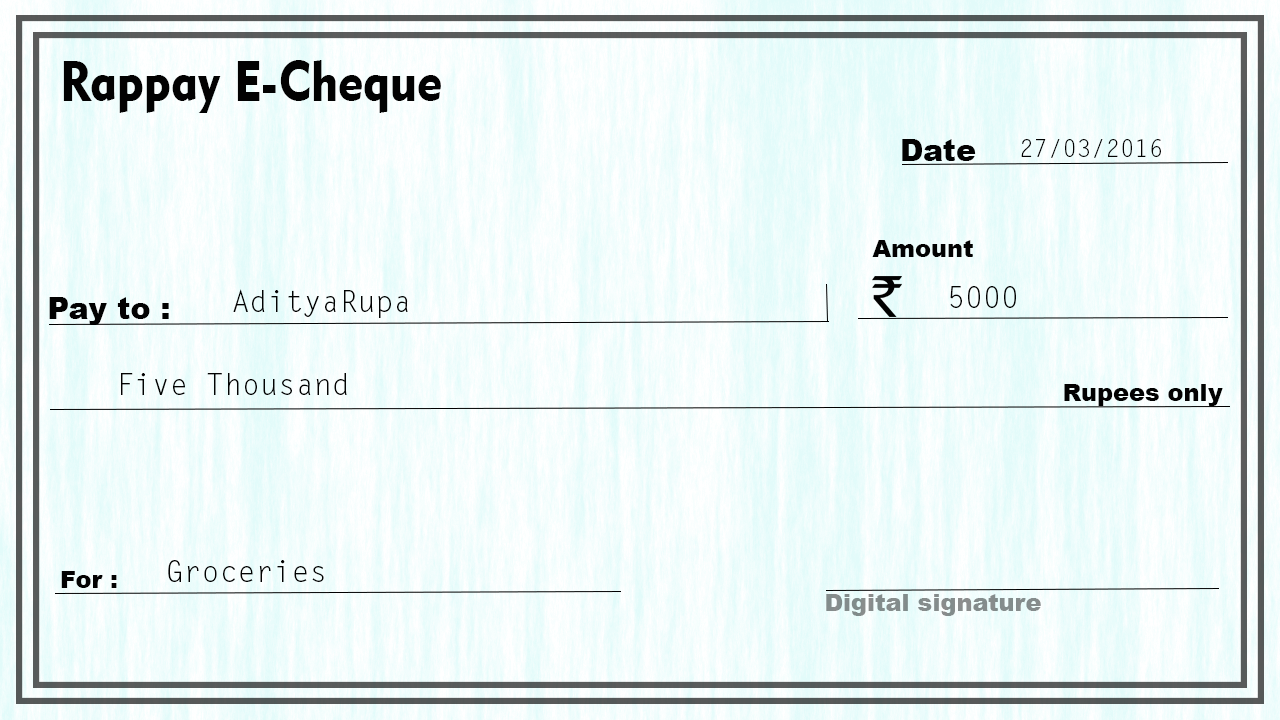 Rappay E-Cheque
Date 27/03/2016
Amount
Pay to : AdityaRupa ₹ 5000
Five Thousand Rupees only
For : Groceries
Digital signature